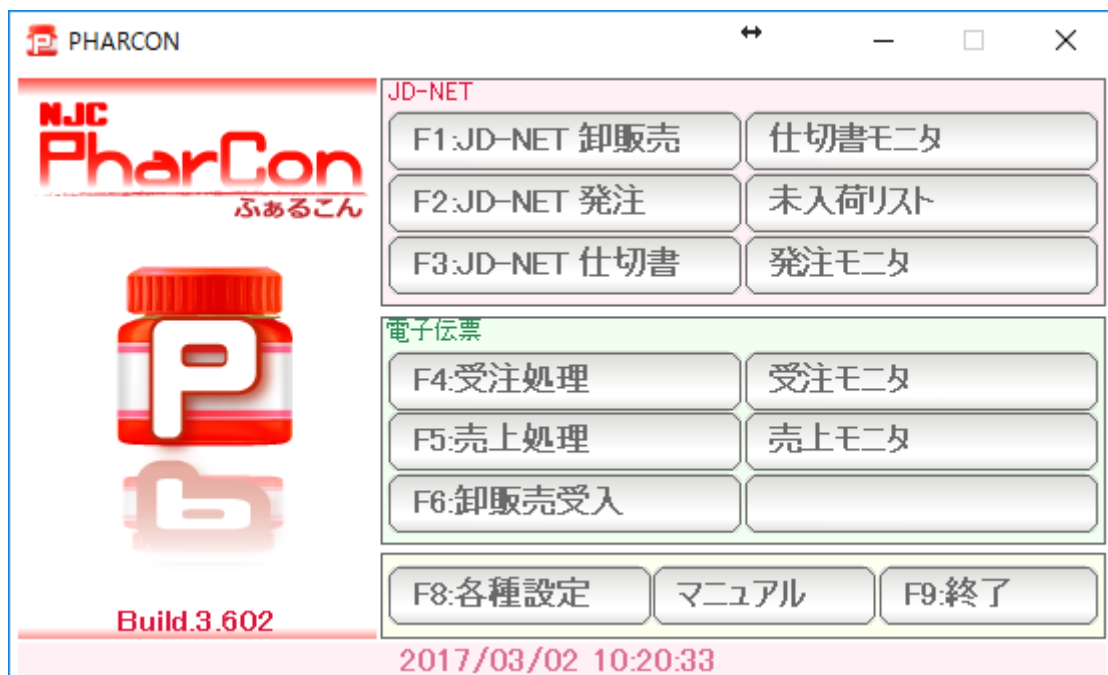 PHARCON
NJC
PharCon
ふぁるこん
P
Build.3.602
JD-NET
F1:JD-NET 卸販売
仕切書モニタ
F2:JD-NET 発注
未入荷リスト
F3:JD-NET 仕切書
発注モニタ
電子伝票
F4:受注処理
受注モニタ
F5:売上処理
売上モニタ
F6:卸販売受入
F8:各種設定
マニュアル
F9:終了
2017/03/02 10:20:33